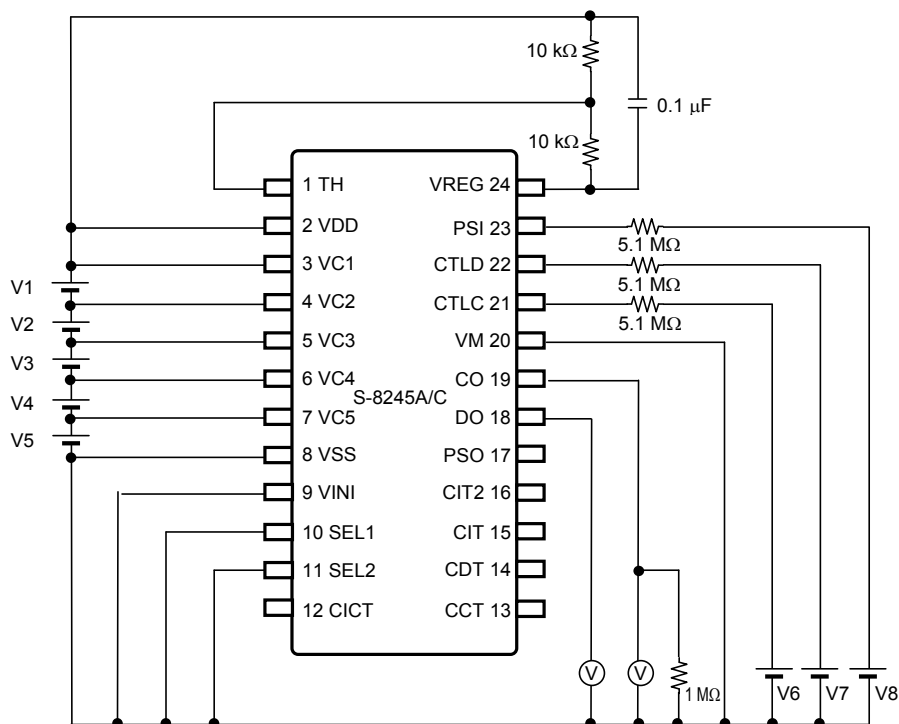 10 kΩ
0.1 μF
10 kΩ
1 TH
VREG 24
2 VDD
PSI 23
5.1 MΩ
3 VC1
CTLD 22
5.1 MΩ
V1
4 VC2
CTLC 21
5.1 MΩ
V2
5 VC3
VM 20
V3
6 VC4
CO 19
S-8245A/C
V4
7 VC5
DO 18
V5
8 VSS
PSO 17
9 VINI
CIT2 16
10 SEL1
CIT 15
11 SEL2
CDT 14
12 CICT
CCT 13
V
V
1 MΩ
V6
V7
V8